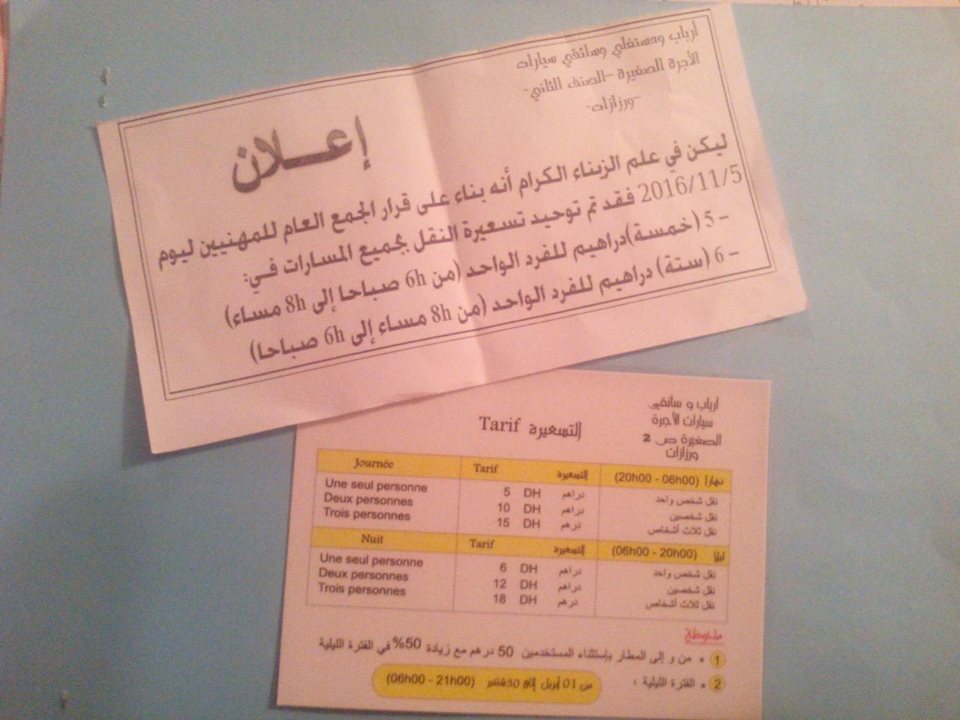 أرباب ومستغلي وسائقي سيارات
الأجرة الصغيرة –الصنف الثاني-
-ورزازات-
إعـــلان
ليكن في علم الزبناء الكرام أنه بناء على قرار الجمع العام للمهنيين ليوم
2016/11/5 فقد تم توحيد تسعيرة النقل بجميع المسارات في:
– 5 (خمسة)دراهيم للفرد الواحد (من 6h صباحا إلى 8h مساء)
– 6 (ستة) دراهيم للفرد الواحد (من 8h مساء إلى 6h صباحا)
أرباب و سائقي
سيارات الأجرة
الصغيرة ص 2
ورزازات
التسعيرة Tarif
Journée Tarif التسعيرة نهارا (06h00 - 20h00)
Une seul personne 5 DH دراهم نقل شخص واحد
Deux personnes 10 DH دراهم نقل شخصين
Trois personnes 15 DH درهم نقل ثلاث أشخاص
Nuit Tarif التسعيرة ليلا (20h00 - 06h00)
Une seul personne 6 DH دراهم نقل شخص واحد
Deux personnes 12 DH دراهم نقل شخصين
Trois personnes 18 DH درهم نقل ثلاث أشخاص
ملحوظة
1 • من و إلى المطار بإستثناء المستخدمين 50 درهم مع زيادة 50% في الفترة الليلية
2 • الفترة الليلية :
من 01 أبريل إلى 30 شتنبر (21h00 - 06h00)